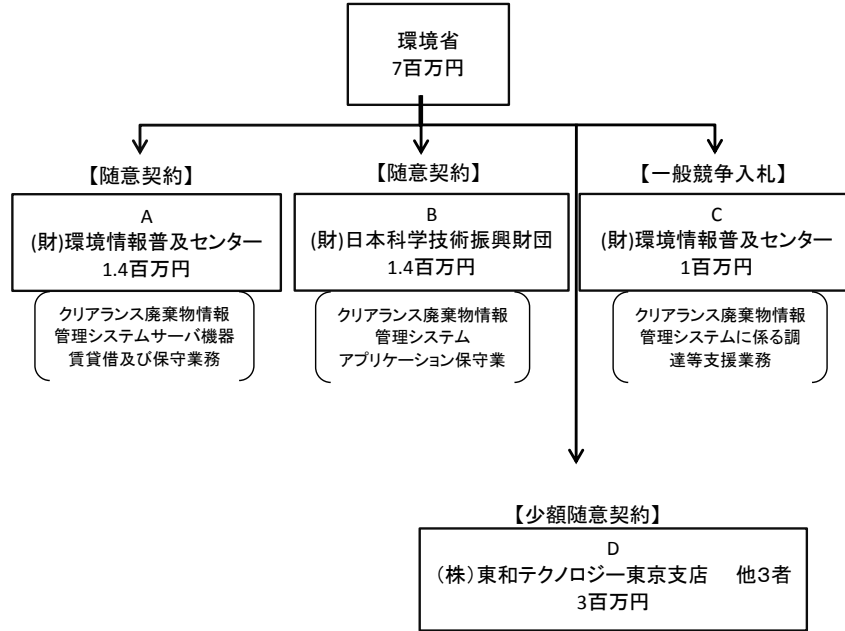 環境省
7百万円
【随意契約】
【随意契約】
【一般競争入札】
A
(財)環境情報普及センター
1.4百万円
B
(財)日本科学技術振興財団
1.4百万円
C
(財)環境情報普及センター
1百万円
クリアランス廃棄物情報
管理システムサーバ機器
賃貸借及び保守業務
クリアランス廃棄物情報
管理システム
アプリケーション保守業
クリアランス廃棄物情報
管理システムに係る調
達等支援業務
【少額随意契約】
D
（株）東和テクノロジー東京支店　他３者
3百万円